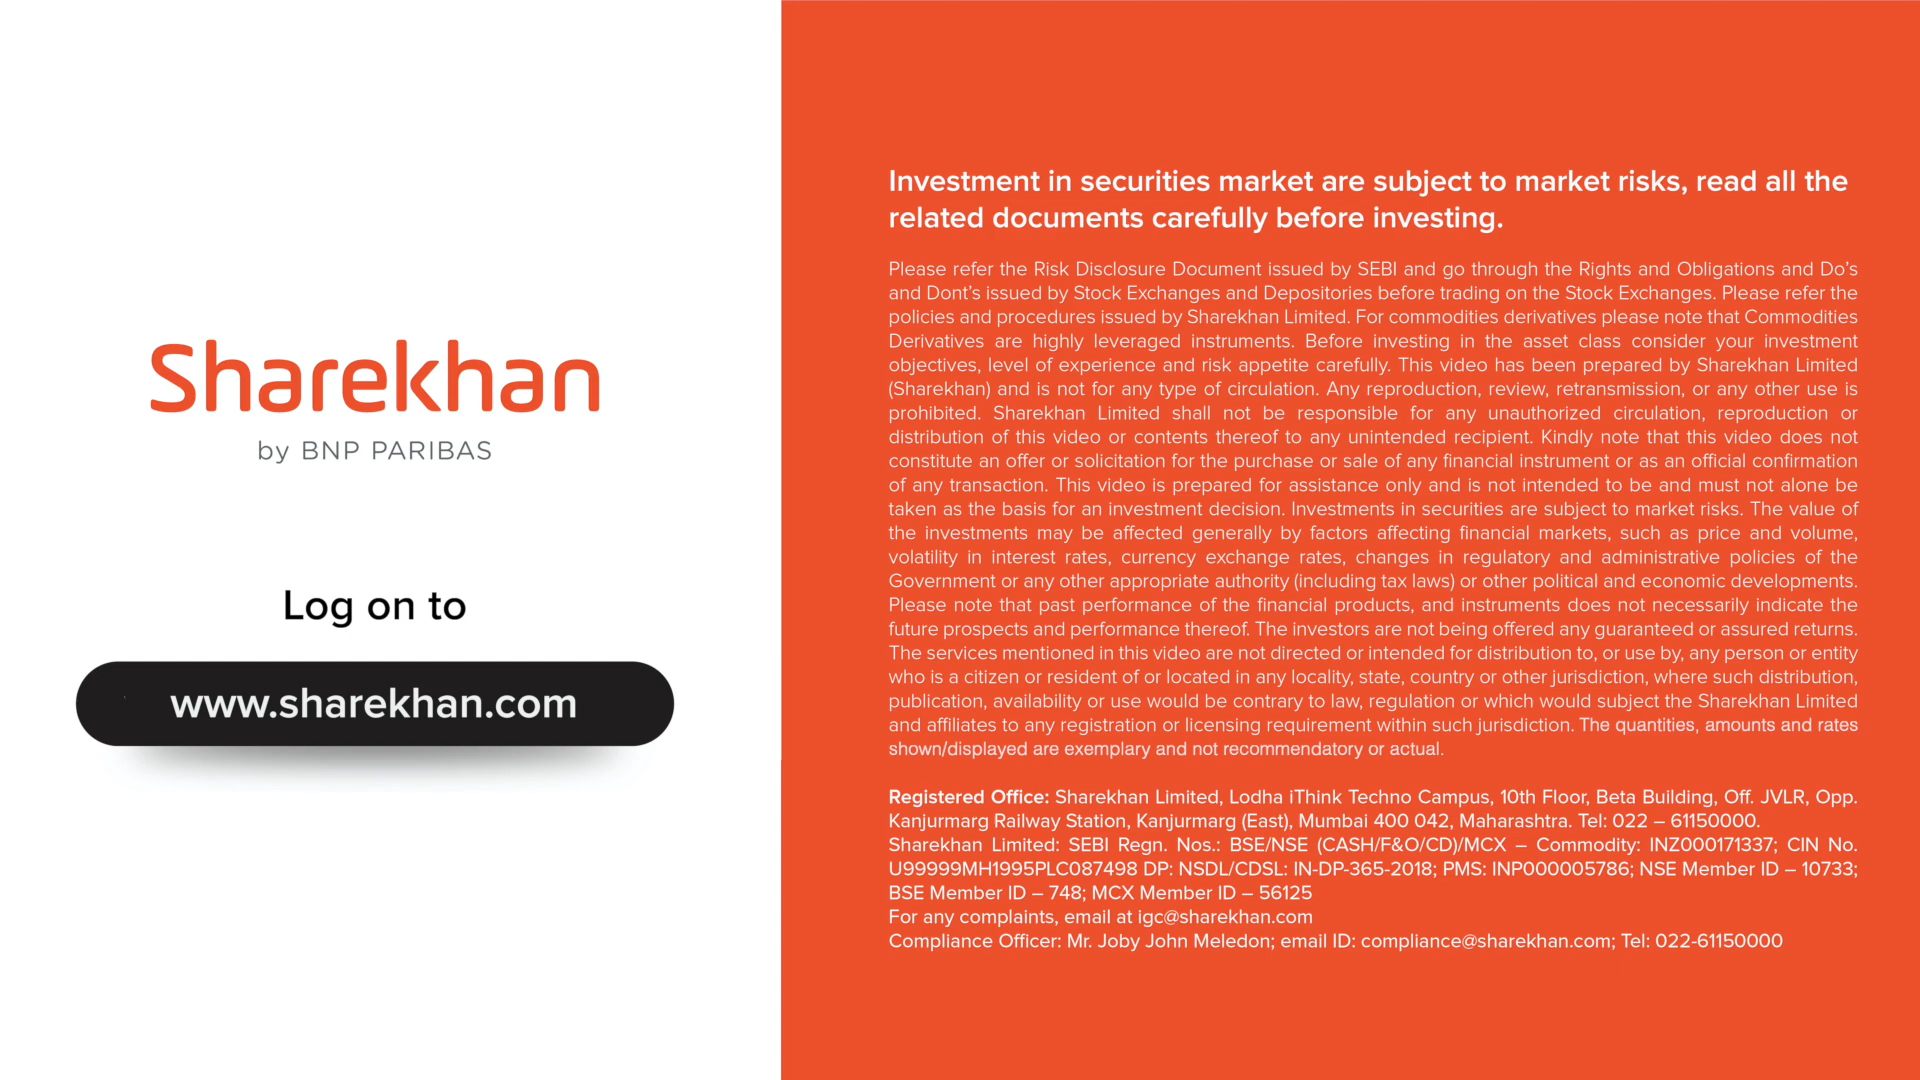 Sharekhan
by BNP PARIBAS
Log on to
www.sharekhan.com
Investment in securities market are subject to market risks, read all the
related documents carefully before investing.
Please refer the Risk Disclosure Document issued by SEBI and go through the Rights and Obligations and Do's
and Dont's issued by Stock Exchanges and Depositories before trading on the Stock Exchanges. Please refer the
policies and procedures issued by Sharekhan Limited. For commodities derivatives please note that Commodities
Derivatives are highly leveraged instruments. Before investing in the asset class consider your investment
objectives, level of experience and risk appetite carefully. This video has been prepared by Sharekhan Limited
(Sharekhan) and is not for any type of circulation. Any reproduction, review, retransmission, or any other use is
prohibited. Sharekhan Limited shall not be responsible for any unauthorized circulation, reproduction or
distribution of this video or contents thereof to any unintended recipient. Kindly note that this video does not
constitute an offer or solicitation for the purchase or sale of any financial instrument or as an official confirmation
of any transaction. This video is prepared for assistance only and is not intended to be and must not alone be
taken as the basis for an investment decision. Investments in securities are subject to market risks. The value of
the investments may be affected generally by factors affecting financial markets, such as price and volume,
volatility in interest rates, currency exchange rates, changes in regulatory and administrative policies of the
Government or any other appropriate authority (including tax laws) or other political and economic developments.
Please note that past performance of the financial products, and instruments does not necessarily indicate the
future prospects and performance thereof. The investors are not being offered any guaranteed or assured returns.
The services mentioned in this video are not directed or intended for distribution to, or use by, any person or entity
who is a citizen or resident of or located in any locality, state, country or other jurisdiction, where such distribution,
publication, availability or use would be contrary to law, regulation or which would subject the Sharekhan Limited
and affiliates to any registration or licensing requirement within such jurisdiction. The quantities, amounts and rates
shown/displayed are exemplary and not recommendatory or actual.
Registered Office: Sharekhan Limited, Lodha iThink Techno Campus, 10th Floor, Beta Building, Off. JVLR, Opp.
Kanjurmarg Railway Station, Kanjurmarg (East), Mumbai 400 042, Maharashtra. Tel: 022 – 61150000.
Sharekhan Limited: SEBI Regn. Nos.: BSE/NSE (CASH/F&O/CD)/MCX – Commodity: INZ000171337; CIN No.
U99999MH1995PLC087498 DP: NSDL/CDSL: IN-DP-365-2018; PMS: INP000005786; NSE Member ID – 10733;
BSE Member ID – 748; MCX Member ID – 56125
For any complaints, email at igc@sharekhan.com
Compliance Officer: Mr. Joby John Meledon; email ID: compliance@sharekhan.com; Tel: 022-61150000